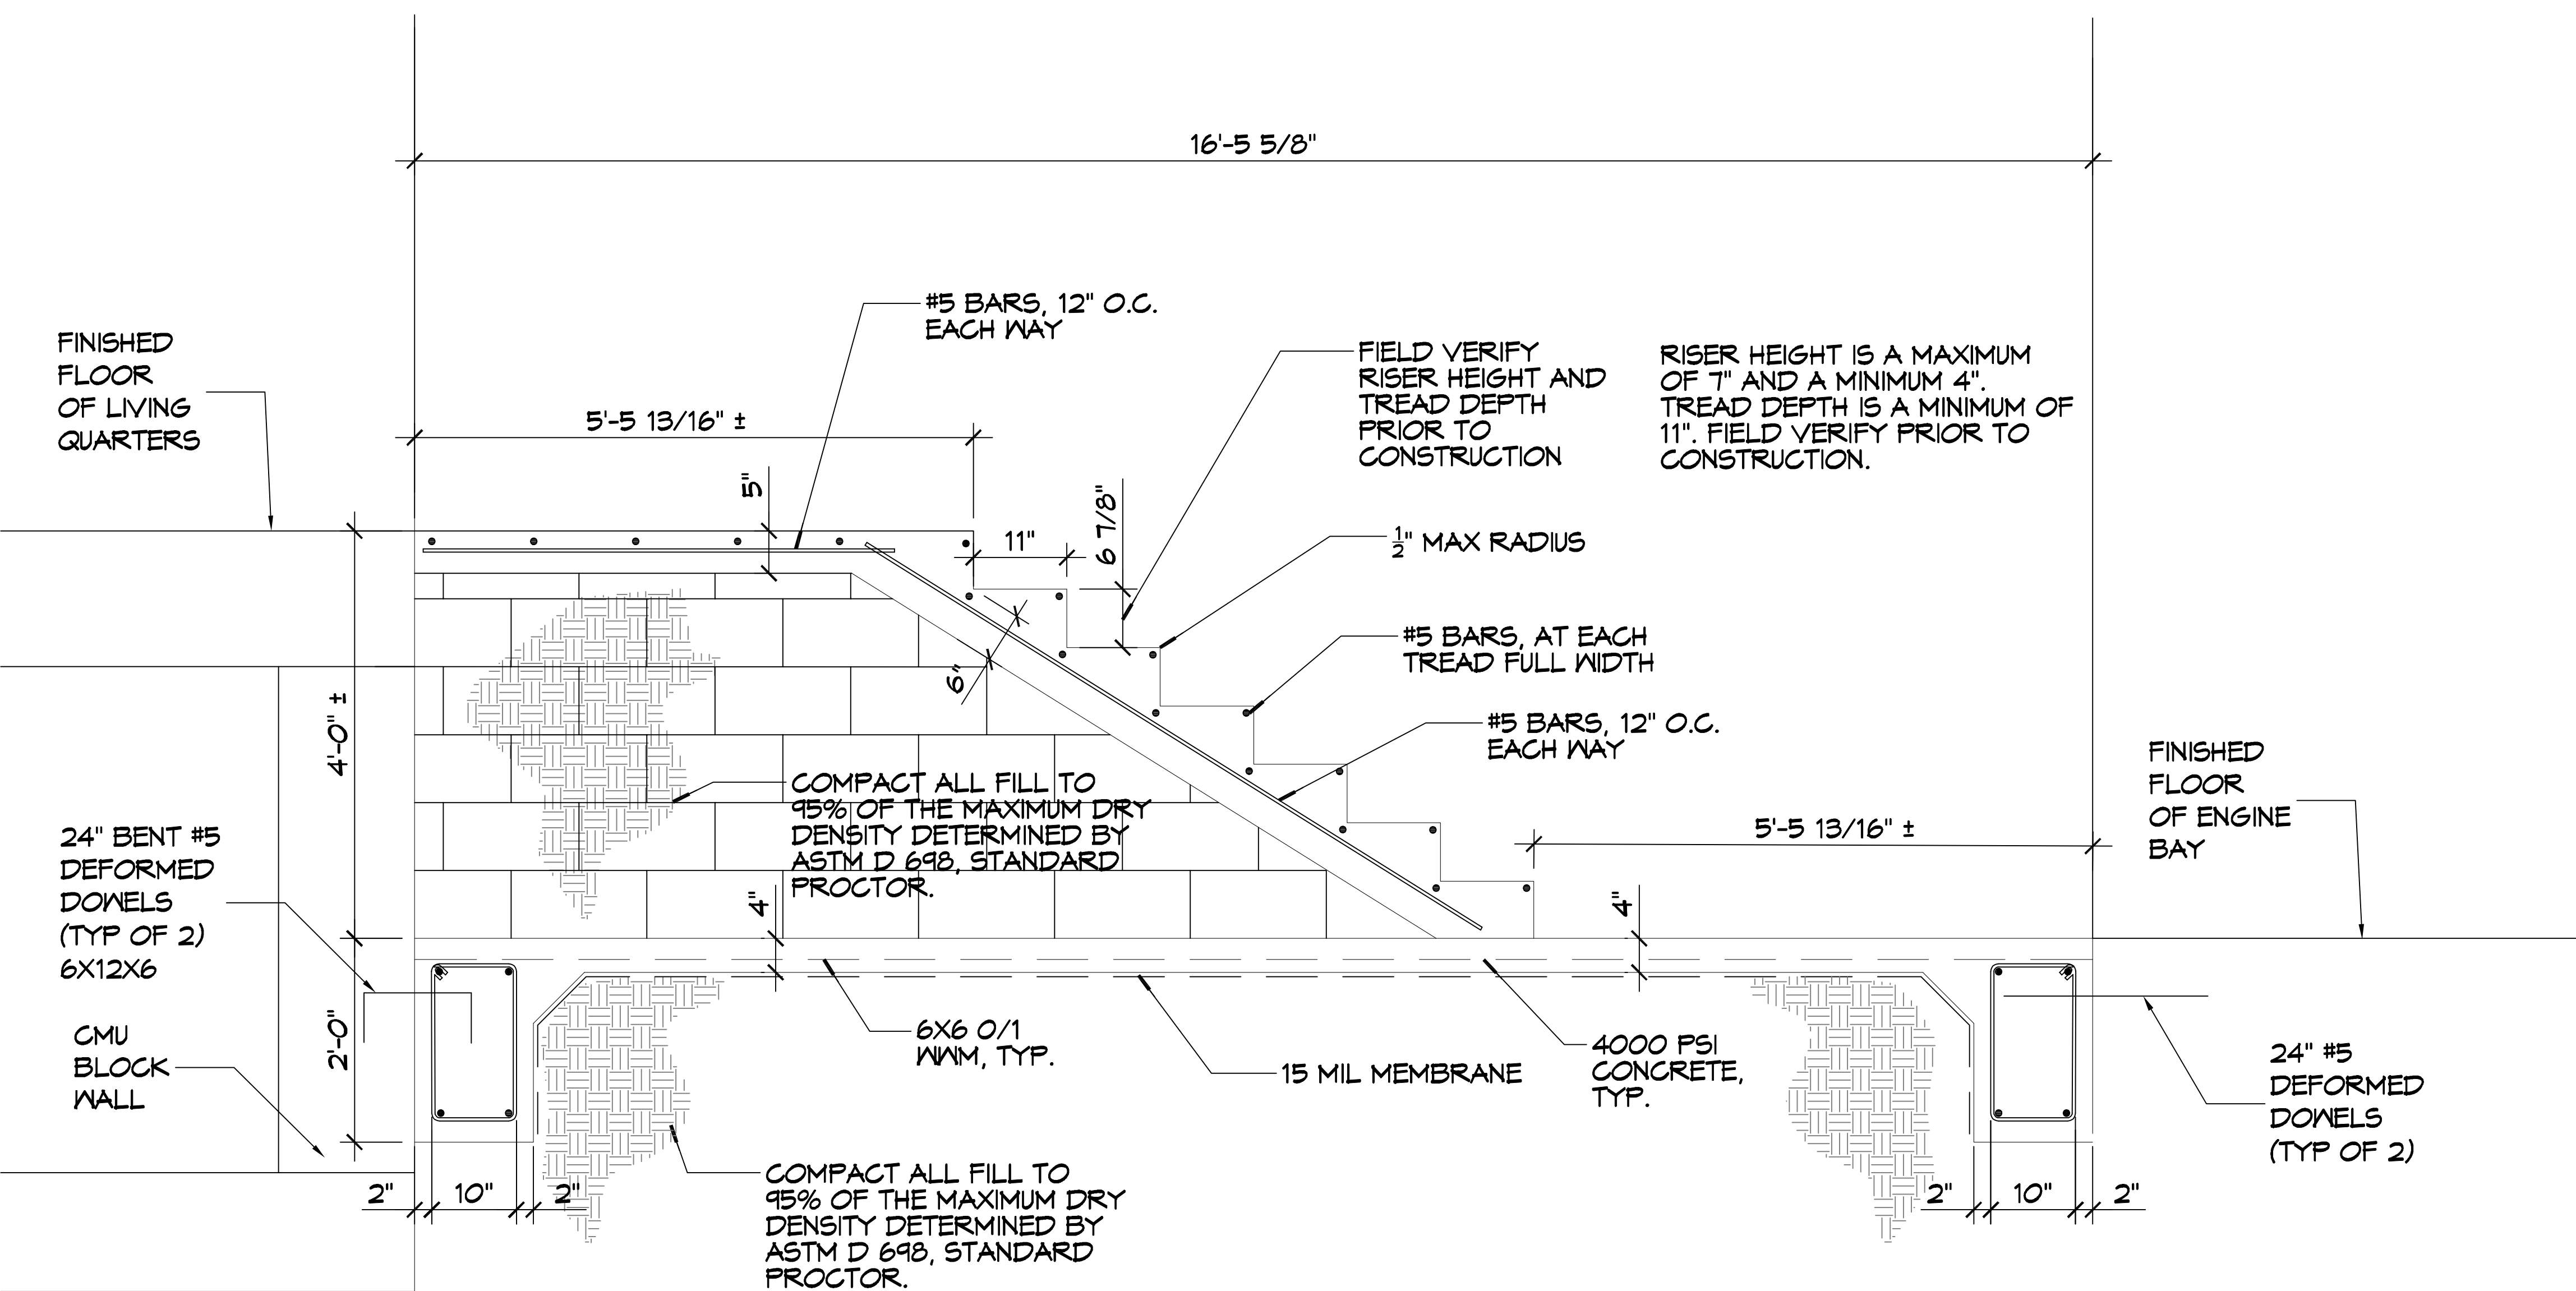 16'-5 5/8"
#5 BARS, 12" O.C.
EACH WAY
FINISHED
FLOOR
OF LIVING
QUARTERS
FIELD VERIFY
RISER HEIGHT AND
TREAD DEPTH
PRIOR TO
CONSTRUCTION
RISER HEIGHT IS A MAXIMUM
OF 7" AND A MINIMUM 4".
TREAD DEPTH IS A MINIMUM OF
11". FIELD VERIFY PRIOR TO
CONSTRUCTION.
5'-5 13/16" ±
5"
11"
6 7/8"
1/2" MAX RADIUS
#5 BARS, AT EACH
TREAD FULL WIDTH
6"
#5 BARS, 12" O.C.
EACH WAY
4'-0" ±
COMPACT ALL FILL TO
95% OF THE MAXIMUM DRY
DENSITY DETERMINED BY
ASTM D 698, STANDARD
PROCTOR.
FINISHED
FLOOR
OF ENGINE
BAY
5'-5 13/16" ±
24" BENT #5
DEFORMED
DOWELS
(TYP OF 2)
6X12X6
4"
4"
2'-0"
CMU
BLOCK
WALL
6X6 0/1
WWM, TYP.
15 MIL MEMBRANE
4000 PSI
CONCRETE,
TYP.
24" #5
DEFORMED
DOWELS
(TYP OF 2)
COMPACT ALL FILL TO
95% OF THE MAXIMUM DRY
DENSITY DETERMINED BY
ASTM D 698, STANDARD
PROCTOR.
2" 10" 2"
2" 10" 2"